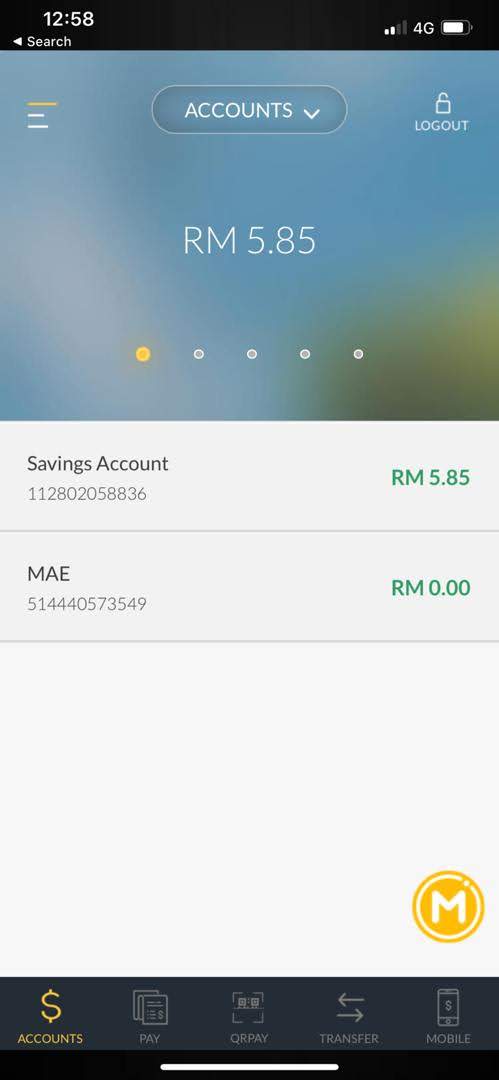 12:58
4G
◀ Search
ACCOUNTS
LOGOUT
RM 5.85
Savings Account
112802058836
RM 5.85
MAE
514440573549
RM 0.00
M
ACCOUNTS
PAY
QRPAY
TRANSFER
MOBILE